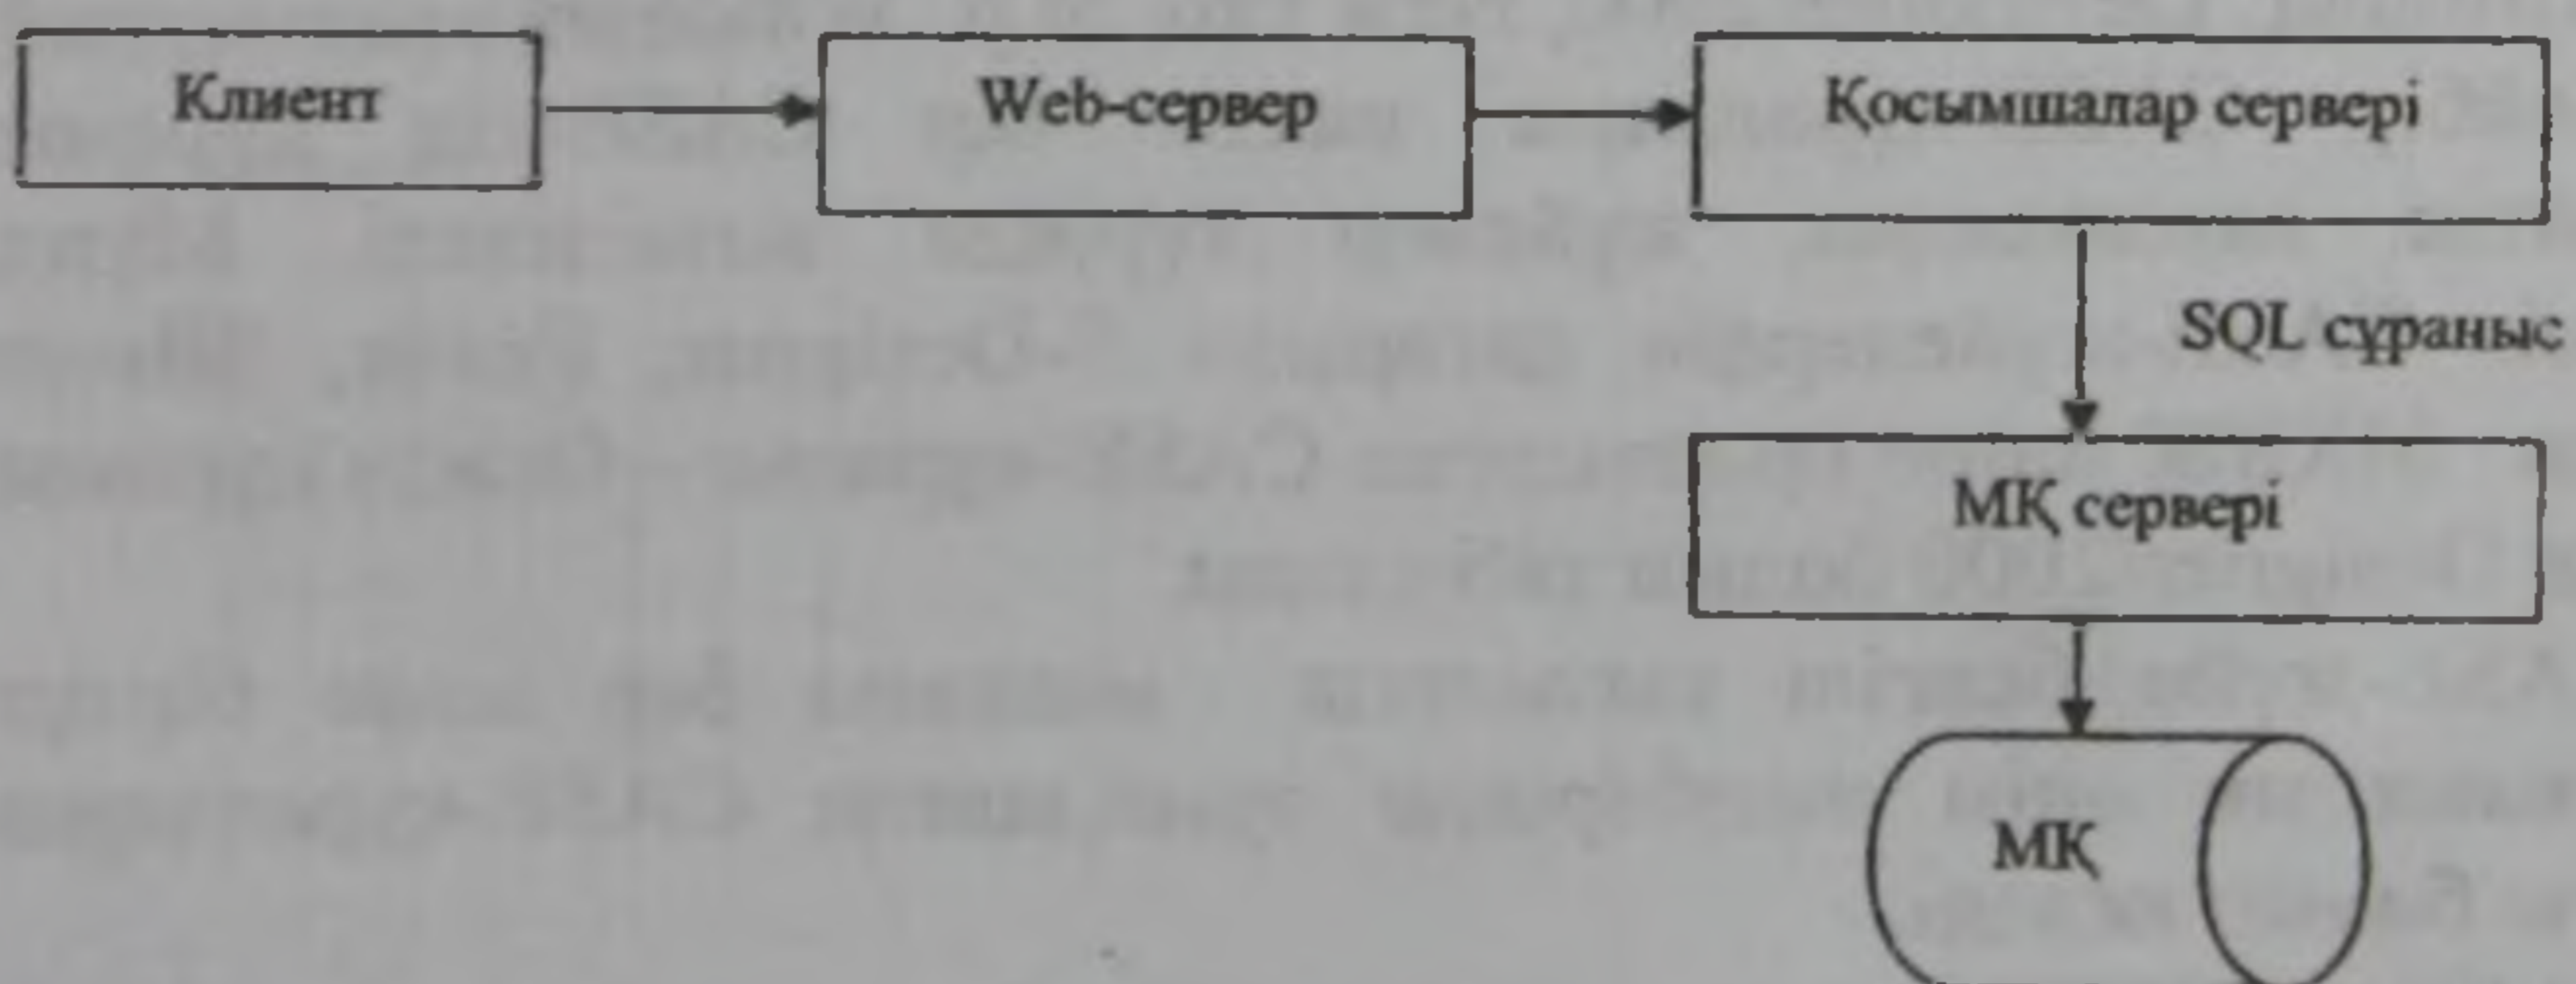 Клиент
Web-сервер
Қосымшалар сервері
SQL сұраныс
МҚ сервері
МҚ